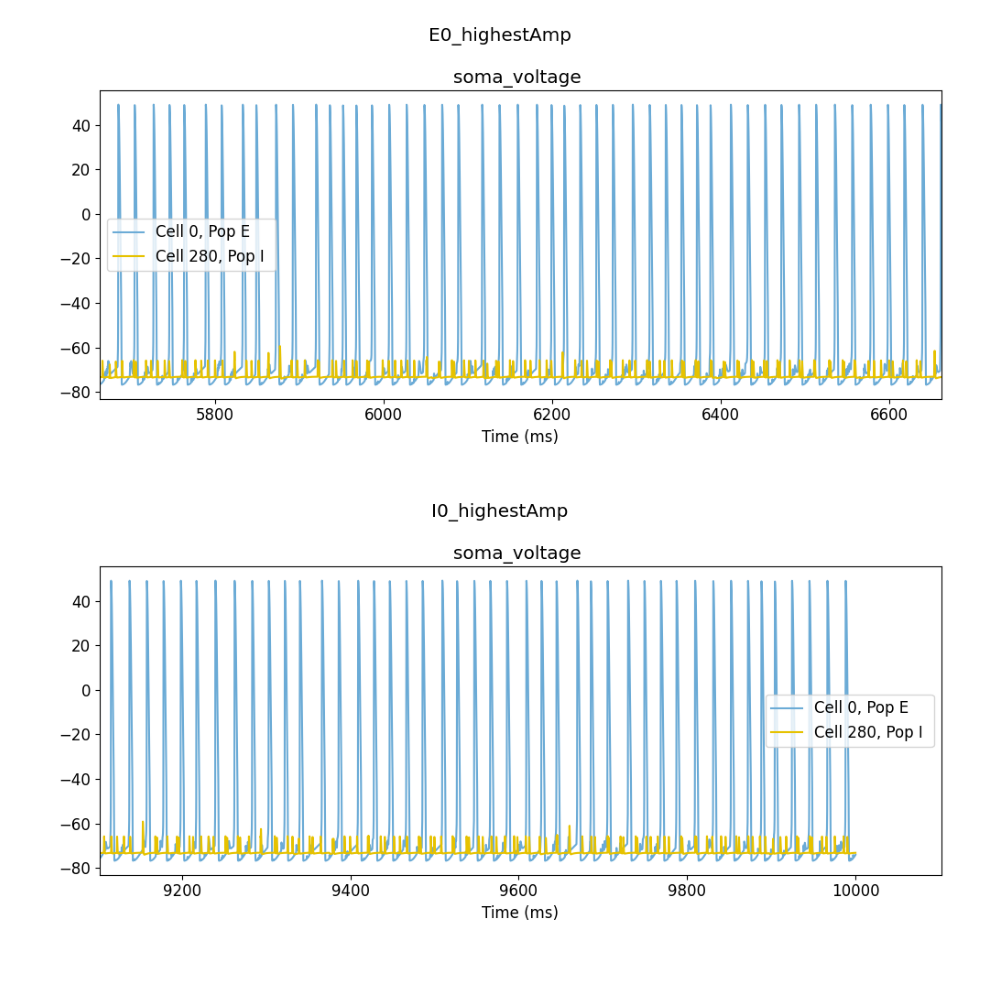 E0_highestAmp
soma_voltage
40
20
0
−20
−40
−60
−80
Cell 0, Pop E
Cell 280, Pop I
5800 6000 6200 6400 6600
Time (ms)
I0_highestAmp
soma_voltage
40
20
0
−20
−40
−60
−80
Cell 0, Pop E
Cell 280, Pop I
9200 9400 9600 9800 10000
Time (ms)